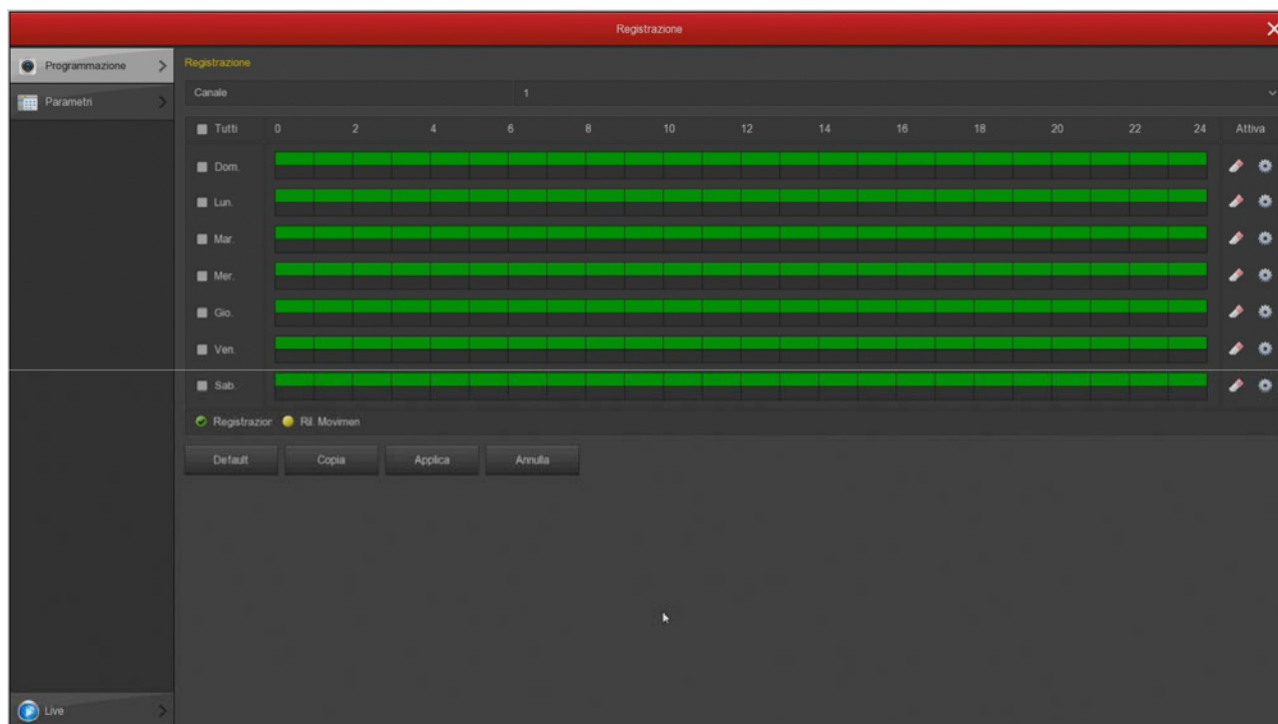 Registrazione
Programmazione
Parametri
Registrazione
Canale 1
Tutti 0 2 4 6 8 10 12 14 16 18 20 22 24 Attiva
Dom.
Lun.
Mar.
Mer.
Gio.
Ven.
Sab.
Registrazior Ril. Movimen
Default Copia Applica Annulla
Live